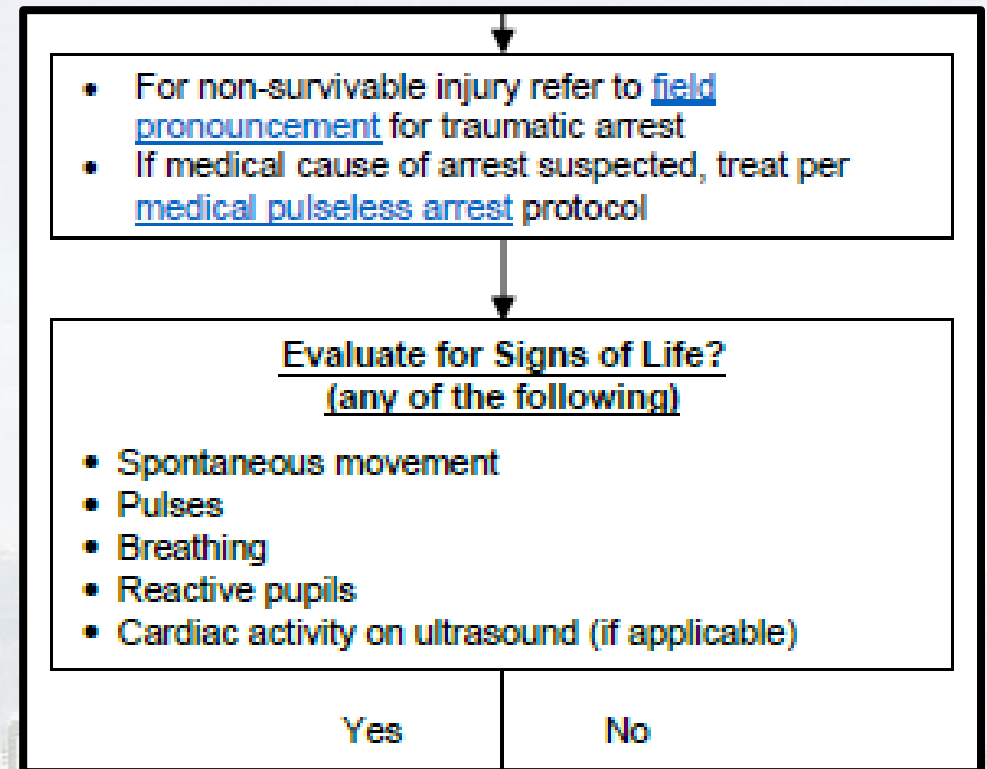 • For non-survivable injury refer to field
pronouncement for traumatic arrest
• If medical cause of arrest suspected, treat per
medical pulseless arrest protocol
Evaluate for Signs of Life?
(any of the following)
• Spontaneous movement
• Pulses
• Breathing
• Reactive pupils
• Cardiac activity on ultrasound (if applicable)
Yes No